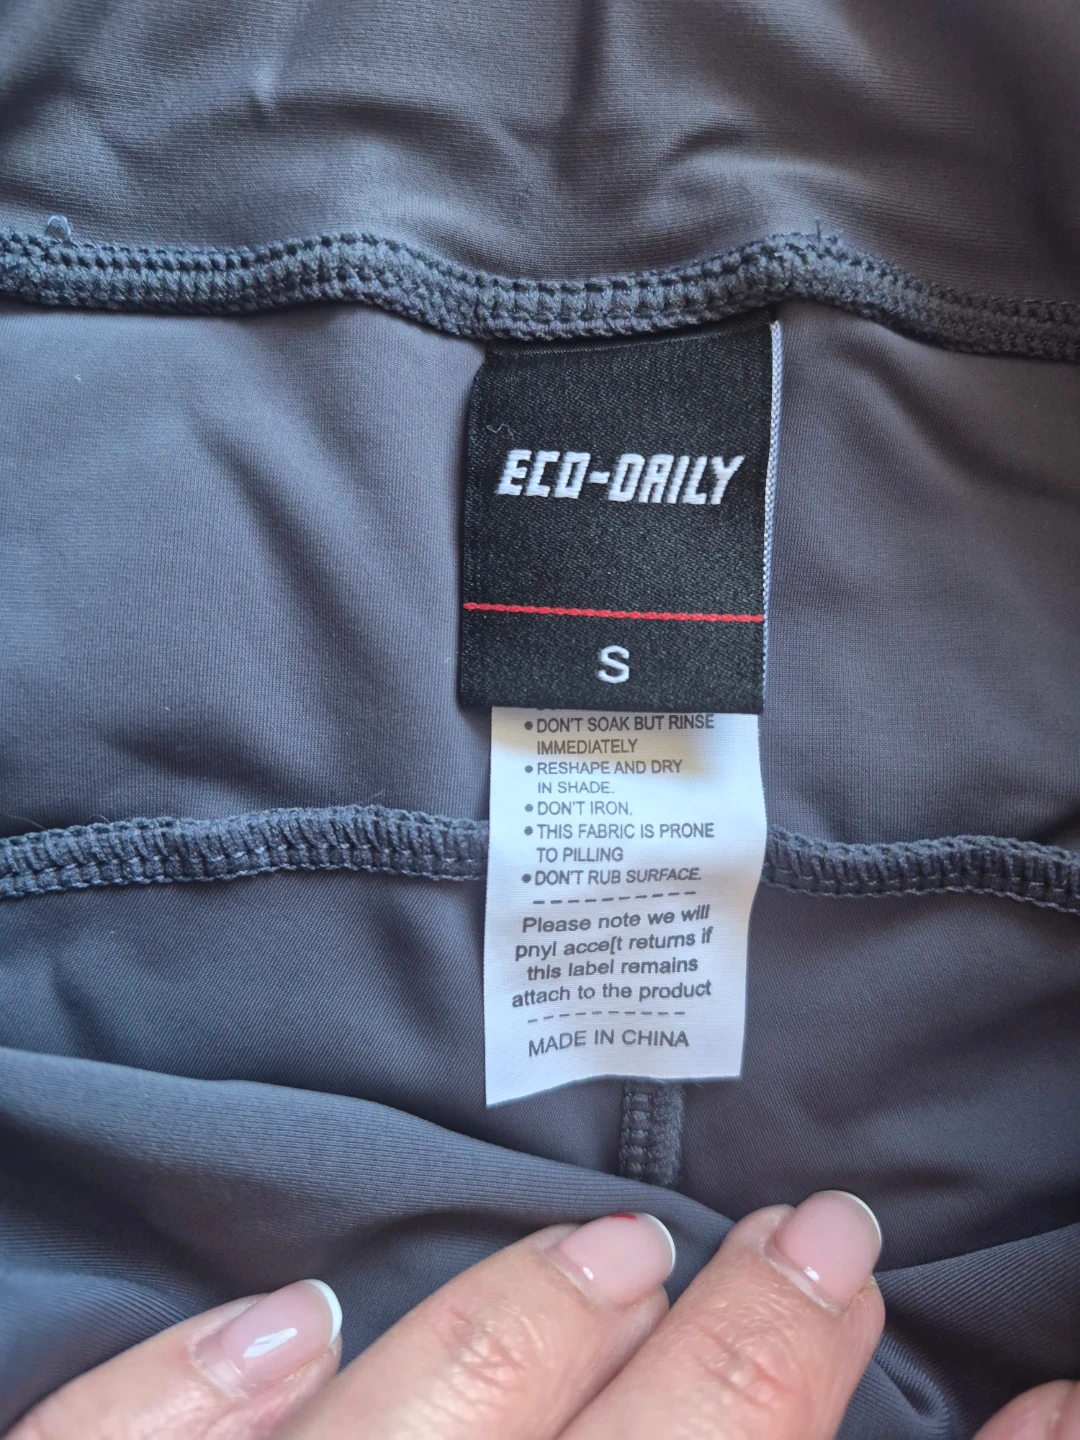 ECO-DAILY
S
•DON'T SOAK BUT RINSE
IMMEDIATELY
•RESHAPE AND DRY
IN SHADE.
•DON'T IRON.
•THIS FABRIC IS PRONE
TO PILLING
•DON'T RUB SURFACE.
Please note we will
pnyl acce[t returns if
this label remains
attach to the product
MADE IN CHINA